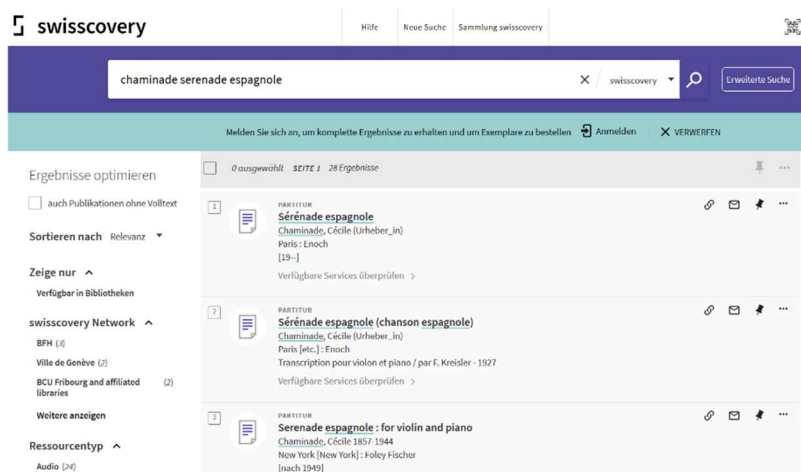 swisscovery
Hilfe
Neue Suche
Sammlung swisscovery
chaminade serenade espagnole
swisscovery
Erweiterte Suche
Melden Sie sich an, um komplette Ergebnisse zu erhalten und um Exemplare zu bestellen
Anmelden
VERWERFEN
Ergebnisse optimieren
auch Publikationen ohne Volltext
Sortieren nach Relevanz
Zeige nur
Verfügbar in Bibliotheken
swisscovery Network
BFH (3)
Ville de Genève (2)
BCU Fribourg and affiliated (2)
libraries
Weitere anzeigen
Ressourcentyp
Audio (24)
0 ausgewählt SEITE 1 28 Ergebnisse
1
PARTITUR
Sérénade espagnole
Chaminade, Cécile (Urheber_in)
Paris : Enoch
[19--]
Verfügbare Services überprüfen
2
PARTITUR
Sérénade espagnole (chanson espagnole)
Chaminade, Cécile (Urheber_in)
Paris [etc.] : Enoch
Transcription pour violon et piano / par F. Kreisler - 1927
Verfügbare Services überprüfen
3
PARTITUR
Serenade espagnole : for violin and piano
Chaminade, Cécile 1857-1944
New York [New York] : Foley Fischer
[nach 1949]